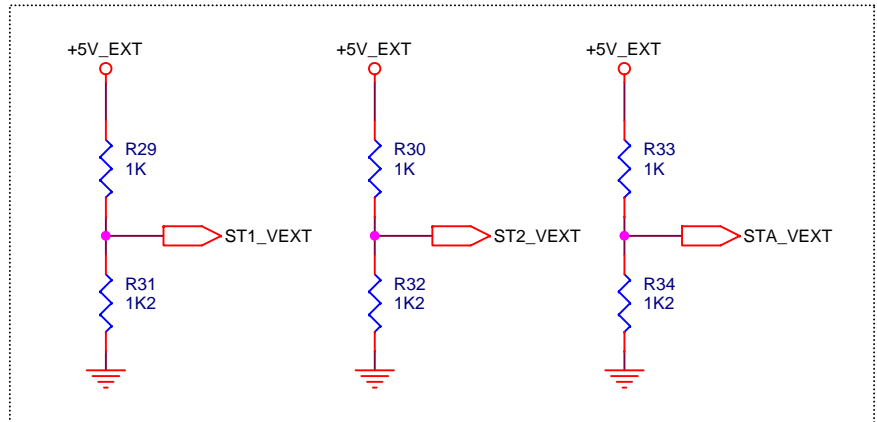 +5V_EXT
+5V_EXT
+5V_EXT
R29
1K
R30
1K
R33
1K
ST1_VEXT
ST2_VEXT
STA_VEXT
R31
1K2
R32
1K2
R34
1K2